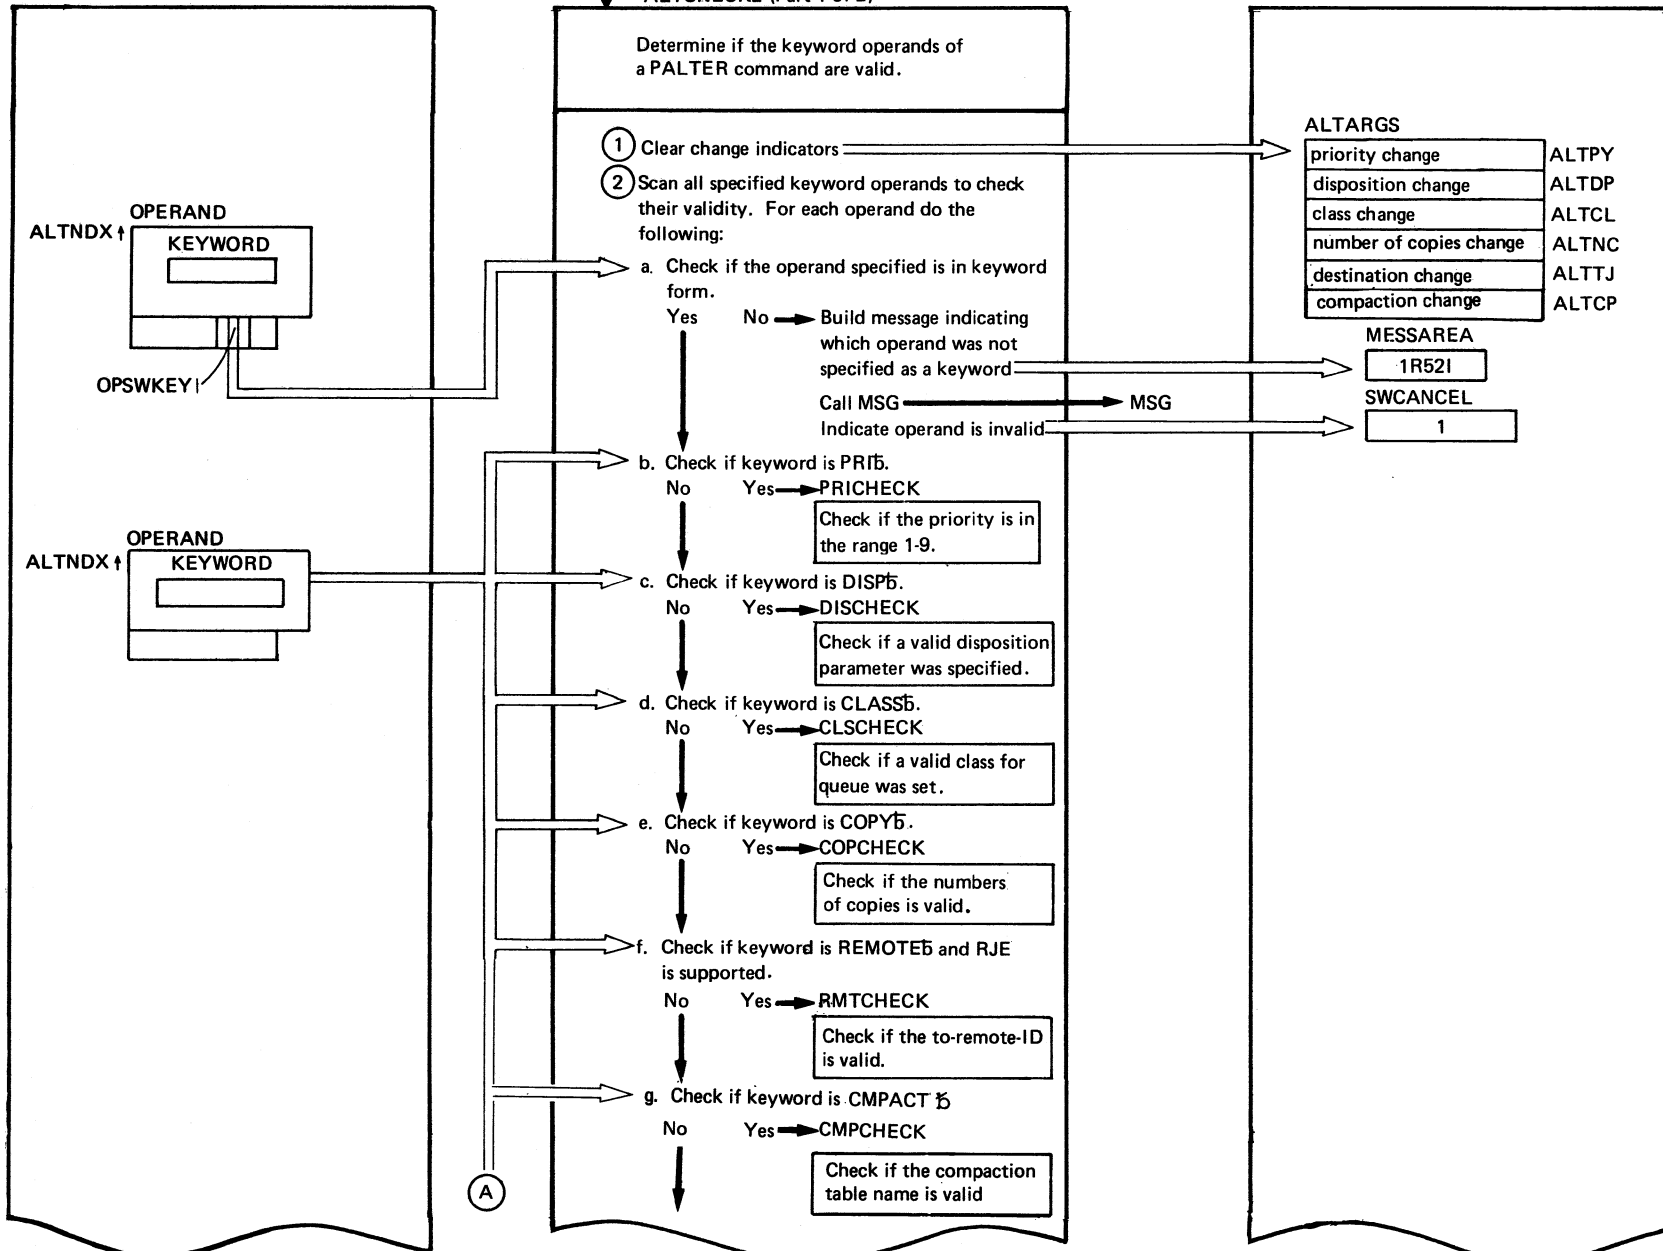 Determine if the keyword operands of
a PALTER command are valid.
1 Clear change indicators
2 Scan all specified keyword operands to check
their validity. For each operand do the
following:
a. Check if the operand specified is in keyword
form.
Yes No Build message indicating
which operand was not
specified as a keyword
Call MSG MSG
Indicate operand is invalid
b. Check if keyword is PRIƀ.
No Yes PRICHECK
Check if the priority is in
the range 1-9.
c. Check if keyword is DISPƀ.
No Yes DISCHECK
Check if a valid disposition
parameter was specified.
d. Check if keyword is CLASSƀ.
No Yes CLSCHECK
Check if a valid class for
queue was set.
e. Check if keyword is COPYƀ.
No Yes COPCHECK
Check if the numbers
of copies is valid.
f. Check if keyword is REMOTEƀ and RJE
is supported.
No Yes RMTCHECK
Check if the to-remote-ID
is valid.
g. Check if keyword is CMPACT ƀ
No Yes CMPCHECK
Check if the compaction
table name is valid
OPERAND
ALTNDX
KEYWORD
OPSWKEY
OPERAND
ALTNDX
KEYWORD
A
ALTARGS
priority change ALTPY
disposition change ALTDP
class change ALTCL
number of copies change ALTNC
destination change ALTTJ
compaction change ALTCP
MESSAREA
1R52I
SWCANCEL
1